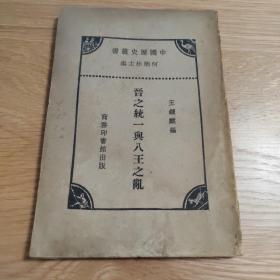 中國歷史叢書
何炳松主編
王鍾麒編
晉之統一與八王之亂
商務印書館出版